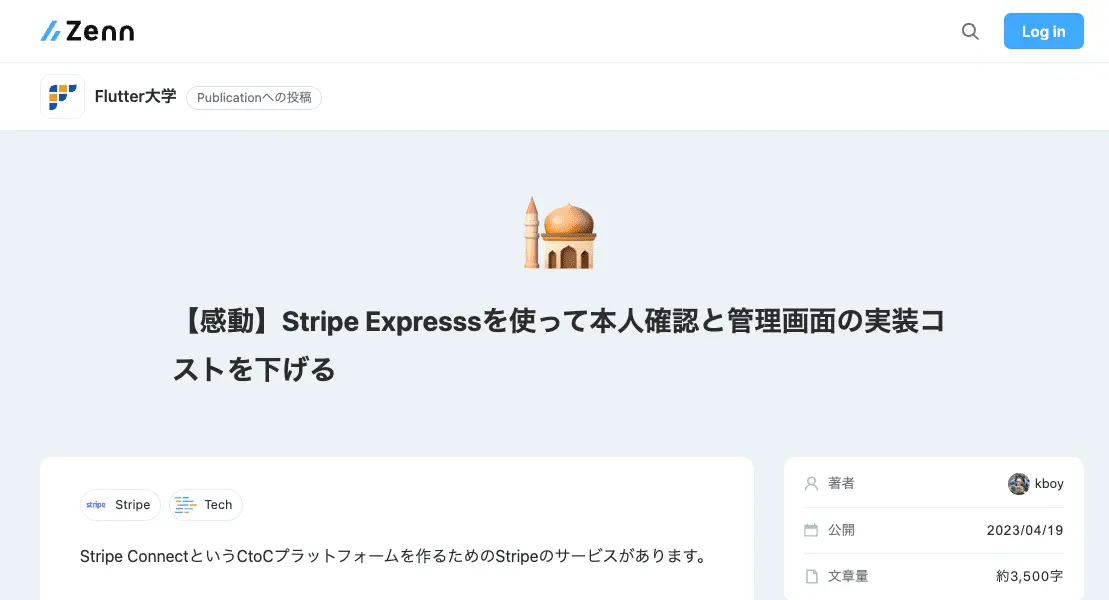 Zenn
Log in
Flutter大学
Publicationへの投稿
【感動】Stripe Expresssを使って本人確認と管理画面の実装コ
ストを下げる
stripe Stripe
Tech
Stripe ConnectというCtoCプラットフォームを作るためのStripeのサービスがあります。
著者 kboy
公開 2023/04/19
文章量 約3,500字